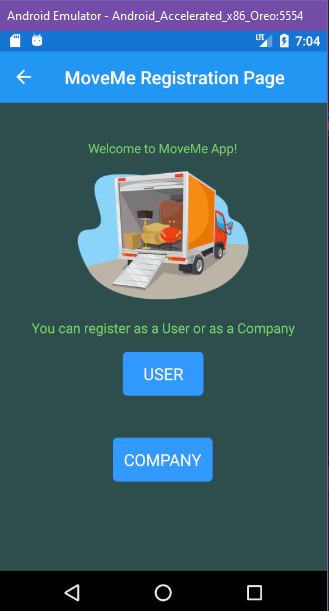 Android Emulator - Android_Accelerated_x86_Oreo:5554
LTE 7:04
MoveMe Registration Page
Welcome to MoveMe App!
You can register as a User or as a Company
USER
COMPANY